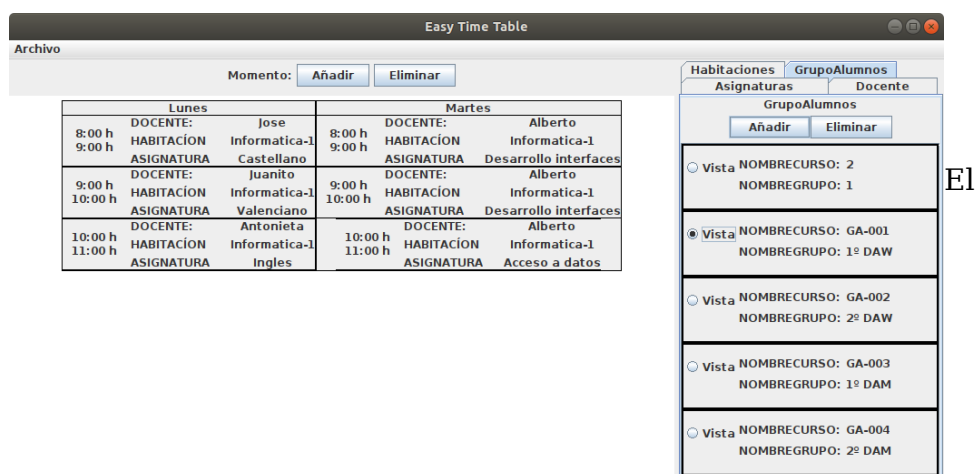 Easy Time Table
Archivo
Momento: Añadir Eliminar
Habitaciones GrupoAlumnos
Asignaturas Docente
GrupoAlumnos
Añadir Eliminar
Lunes Martes
8:00 h
9:00 h
DOCENTE: Jose
HABITACÍON Informatica-1
ASIGNATURA Castellano
8:00 h
9:00 h
DOCENTE: Alberto
HABITACÍON Informatica-1
ASIGNATURA Desarrollo interfaces
9:00 h
10:00 h
DOCENTE: Juanito
HABITACÍON Informatica-1
ASIGNATURA Valenciano
9:00 h
10:00 h
DOCENTE: Alberto
HABITACÍON Informatica-1
ASIGNATURA Desarrollo interfaces
10:00 h
11:00 h
DOCENTE: Antonieta
HABITACÍON Informatica-1
ASIGNATURA Ingles
10:00 h
11:00 h
DOCENTE: Alberto
HABITACÍON Informatica-1
ASIGNATURA Acceso a datos
Vista NOMBRECURSO: 2
NOMBREGRUPO: 1
Vista NOMBRECURSO: GA-001
NOMBREGRUPO: 1º DAW
Vista NOMBRECURSO: GA-002
NOMBREGRUPO: 2º DAW
Vista NOMBRECURSO: GA-003
NOMBREGRUPO: 1º DAM
Vista NOMBRECURSO: GA-004
NOMBREGRUPO: 2º DAM
El